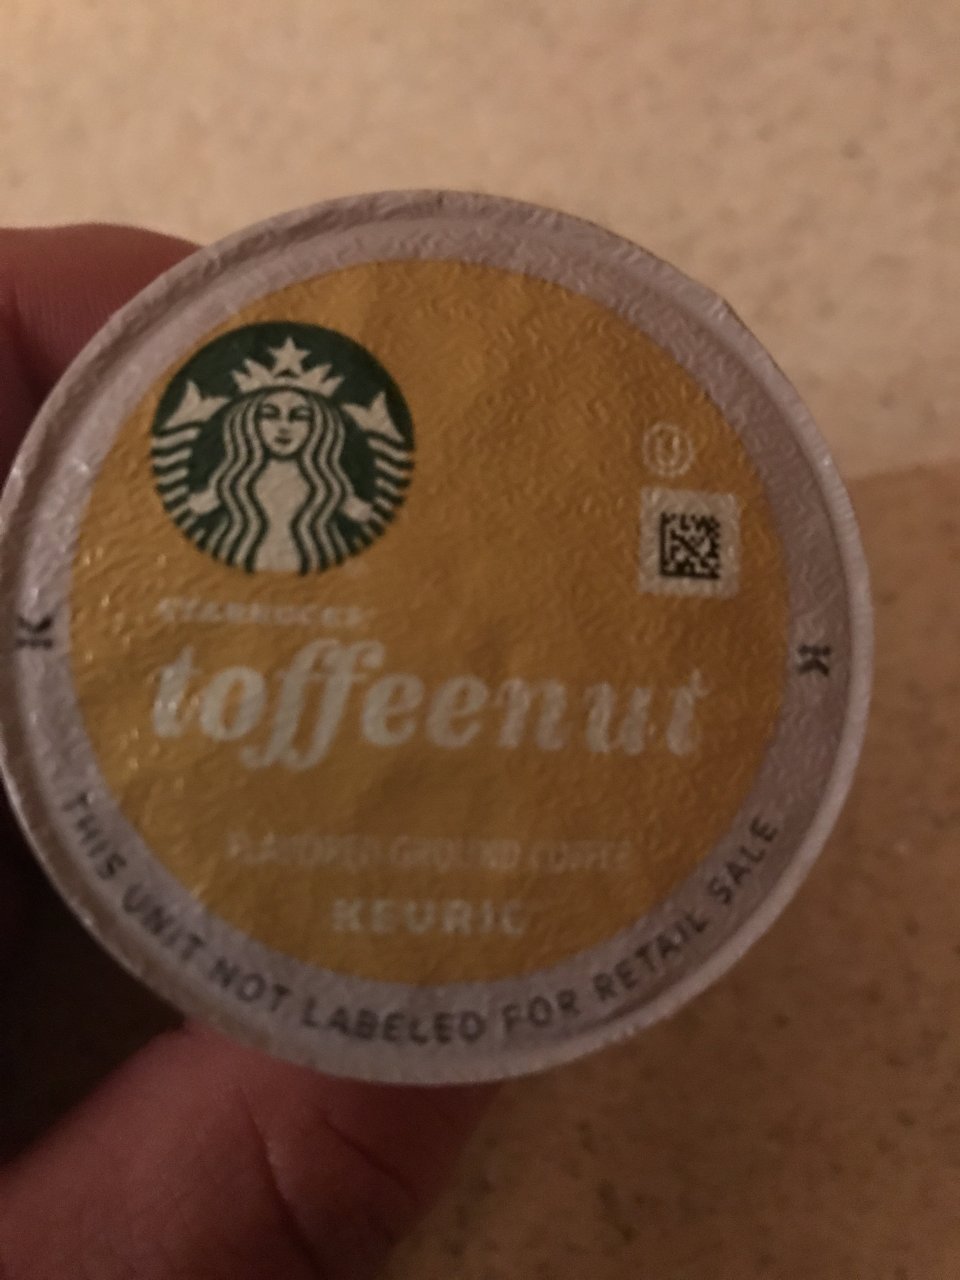 STARBUCKS
toffeenut
FLAVORED GROUND COFFEE
KEURIG
K
K
THIS UNIT NOT LABELED FOR RETAIL SALE.